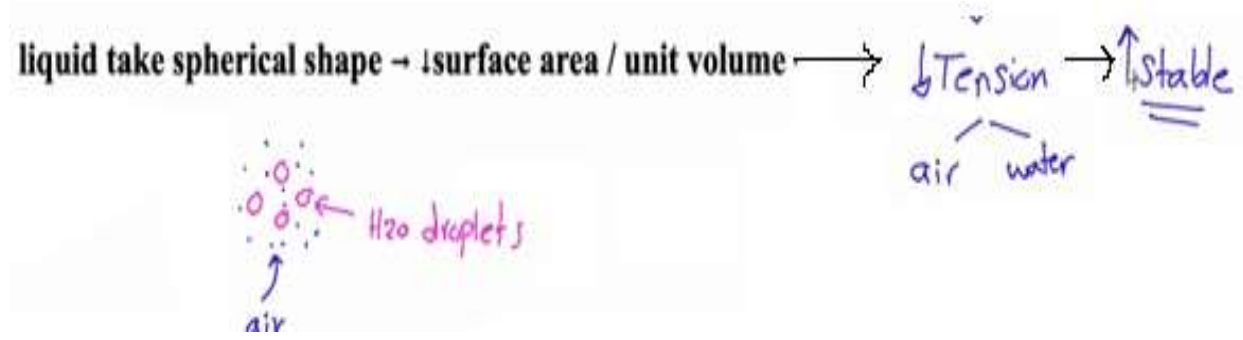 liquid take spherical shape → ↓surface area / unit volume ⟶ ↓Tension → ↑Stable
air water
H2O droplets
air